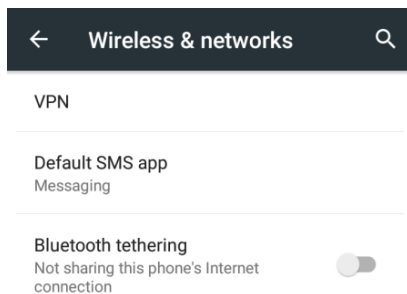 Wireless & networks
VPN
Default SMS app
Messaging
Bluetooth tethering
Not sharing this phone's Internet
connection